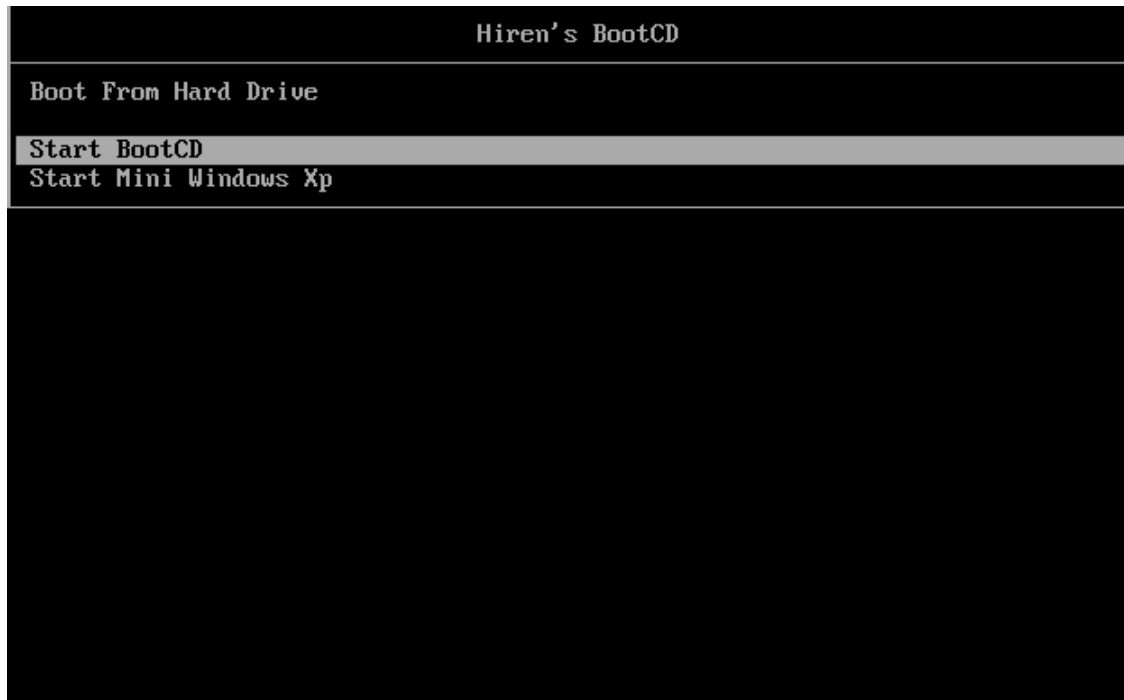 Hiren's BootCD
Boot From Hard Drive
Start BootCD
Start Mini Windows Xp